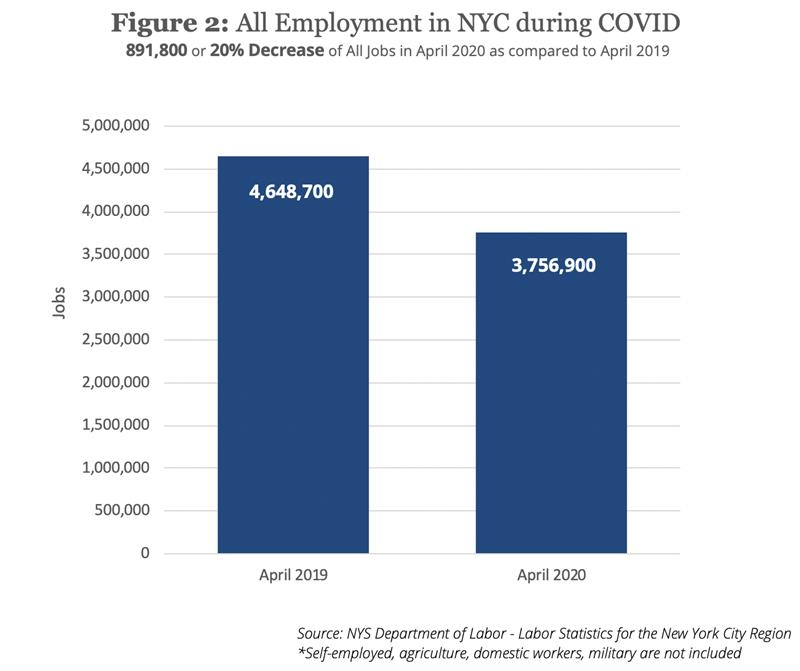 Figure 2: All Employment in NYC during COVID
891,800 or 20% Decrease of All Jobs in April 2020 as compared to April 2019
5,000,000
4,500,000
4,000,000
3,500,000
3,000,000
2,500,000
2,000,000
1,500,000
1,000,000
500,000
0
Jobs
4,648,700
3,756,900
April 2019
April 2020
Source: NYS Department of Labor - Labor Statistics for the New York City Region
*Self-employed, agriculture, domestic workers, military are not included